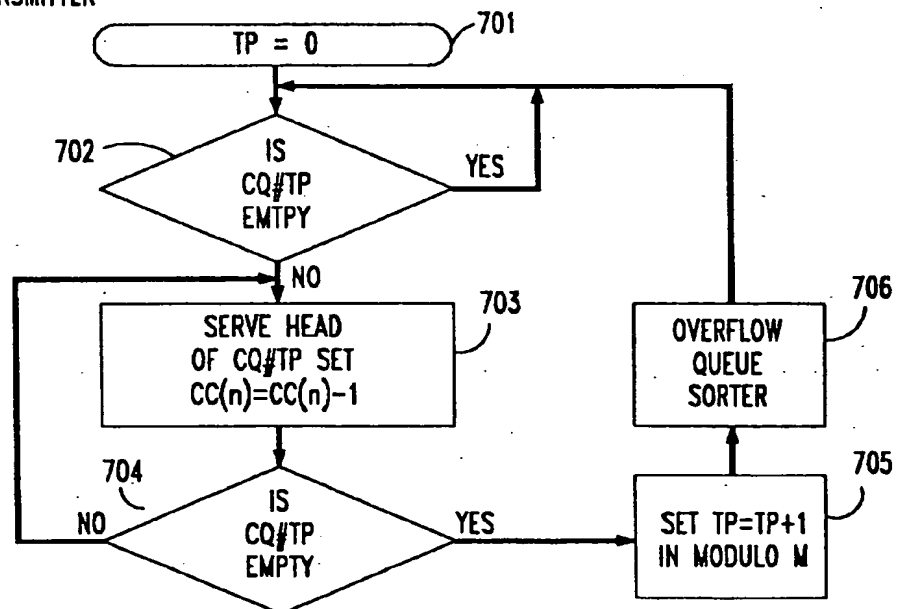 TP = 0
701
702
IS
CQ#TP
EMTPY
YES
NO
SERVE HEAD
OF CQ#TP SET
CC(n)=CC(n)-1
703
OVERFLOW
QUEUE
SORTER
706
704
IS
CQ#TP
EMPTY
NO
YES
SET TP=TP+1
IN MODULO M
705